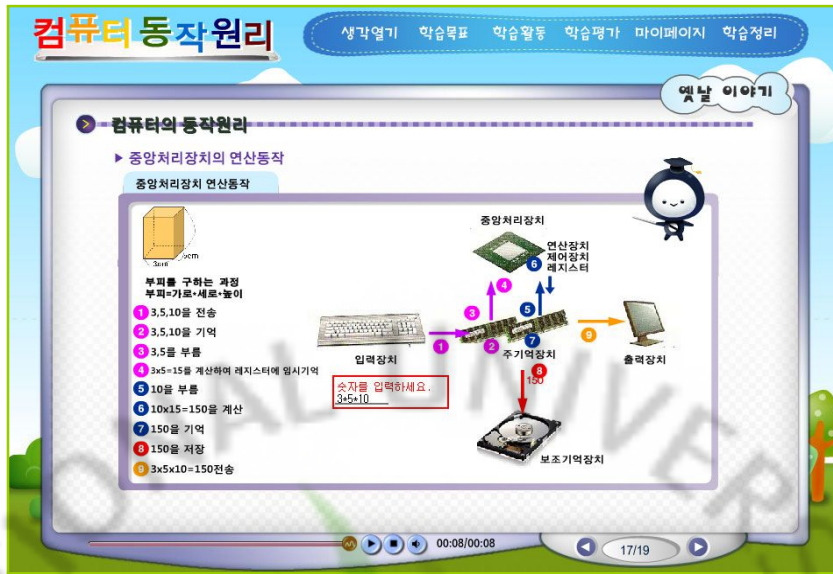 컴퓨터 동작원리
생각열기 학습목표 학습활동 학습평가 마이페이지 학습정리
옛날 이야기
컴퓨터의 동작원리
▶ 중앙처리장치의 연산동작
중앙처리장치 연산동작
3cm
5cm
부피를 구하는 과정
부피=가로*세로*높이
1 3,5,10을 전송
2 3,5,10을 기억
3 3,5를 부름
4 3x5=15를 계산하여 레지스터에 임시기억
5 10을 부름
6 10x15=150을 계산
7 150을 기억
8 150을 저장
9 3x5x10=150전송
중앙처리장치
연산장치
제어장치
레지스터
6
4
3
5
1
2
7
9
입력장치
주기억장치
출력장치
8
150
숫자를 입력하세요.
3*5*10
보조기억장치
00:08/00:08
17/19